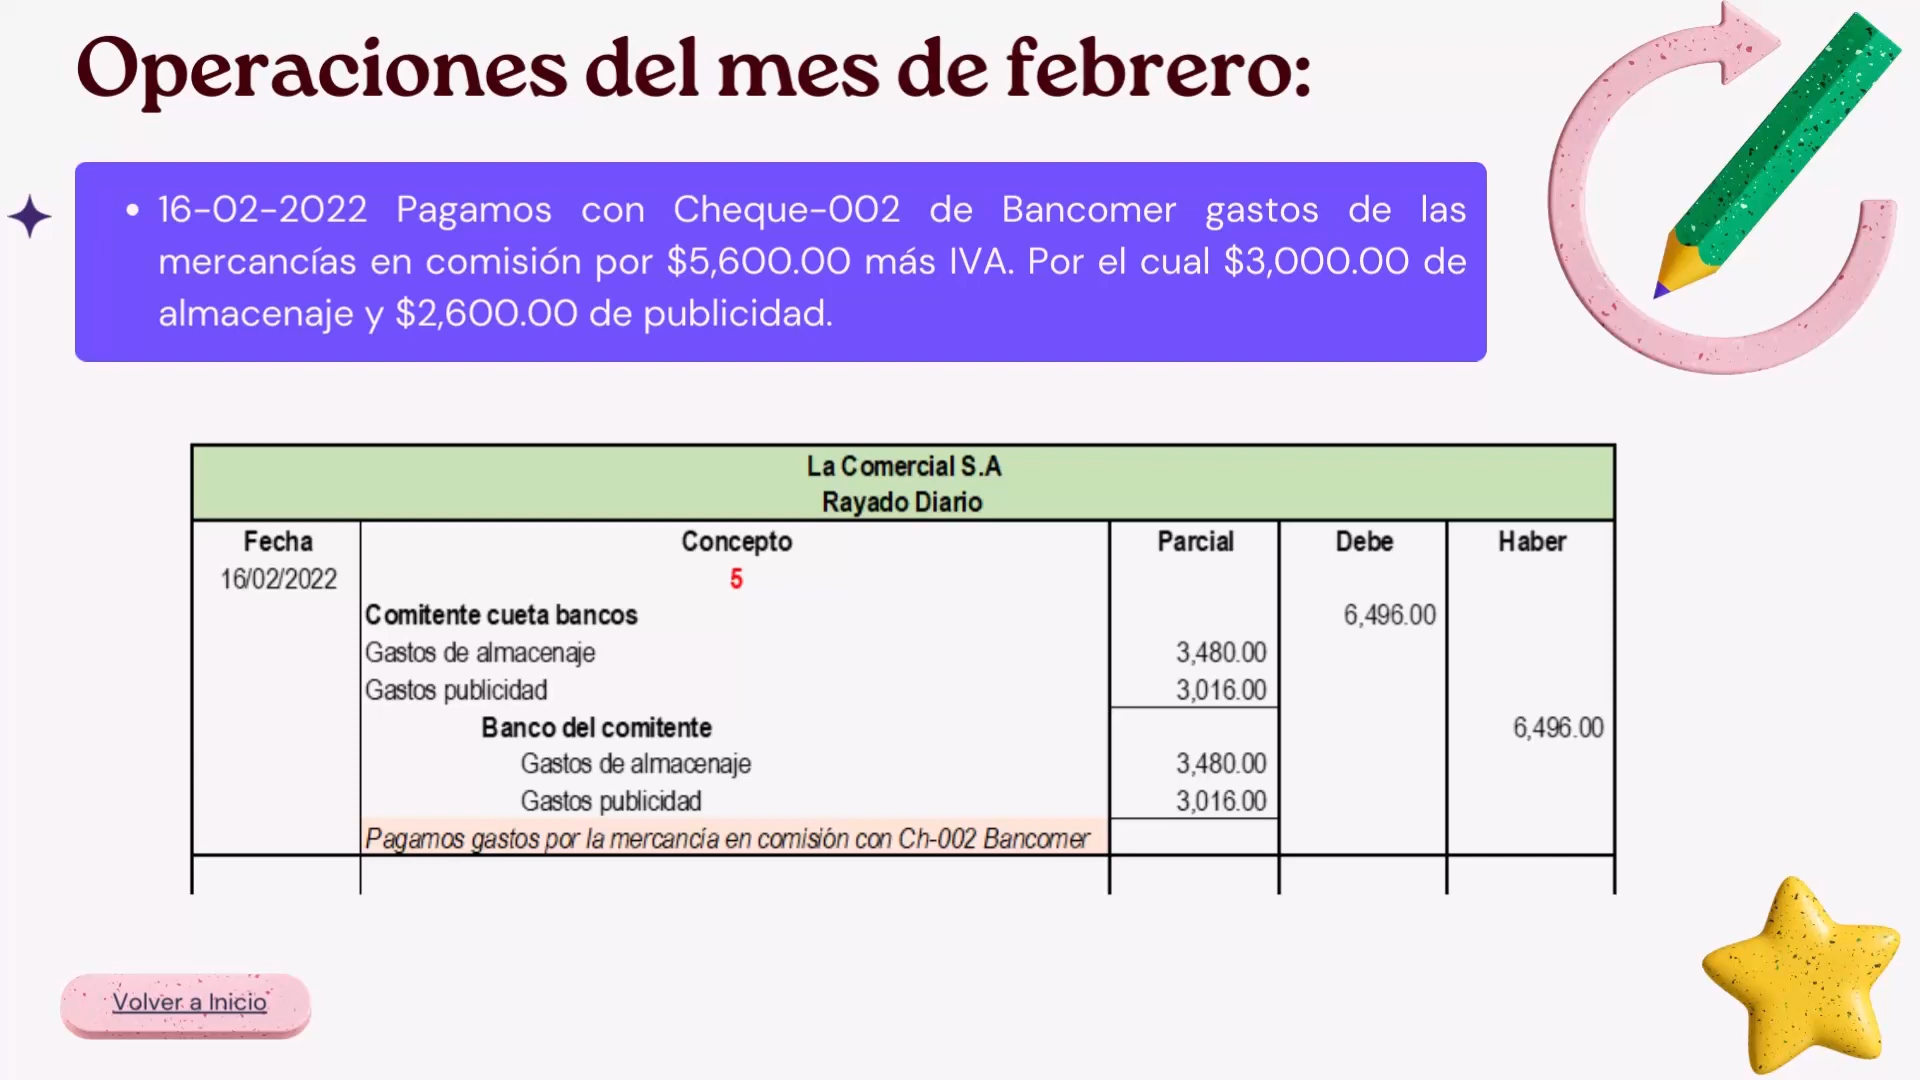 Operaciones del mes de febrero:
• 16-02-2022 Pagamos con Cheque-002 de Bancomer gastos de las
mercancías en comisión por $5,600.00 más IVA. Por el cual $3,000.00 de
almacenaje y $2,600.00 de publicidad.
La Comercial S.A
Rayado Diario
Fecha Concepto Parcial Debe Haber
16/02/2022 5
Comitente cueta bancos 6,496.00
Gastos de almacenaje 3,480.00
Gastos publicidad 3,016.00
Banco del comitente 6,496.00
Gastos de almacenaje 3,480.00
Gastos publicidad 3,016.00
Pagamos gastos por la mercancía en comisión con Ch-002 Bancomer
Volver a Inicio